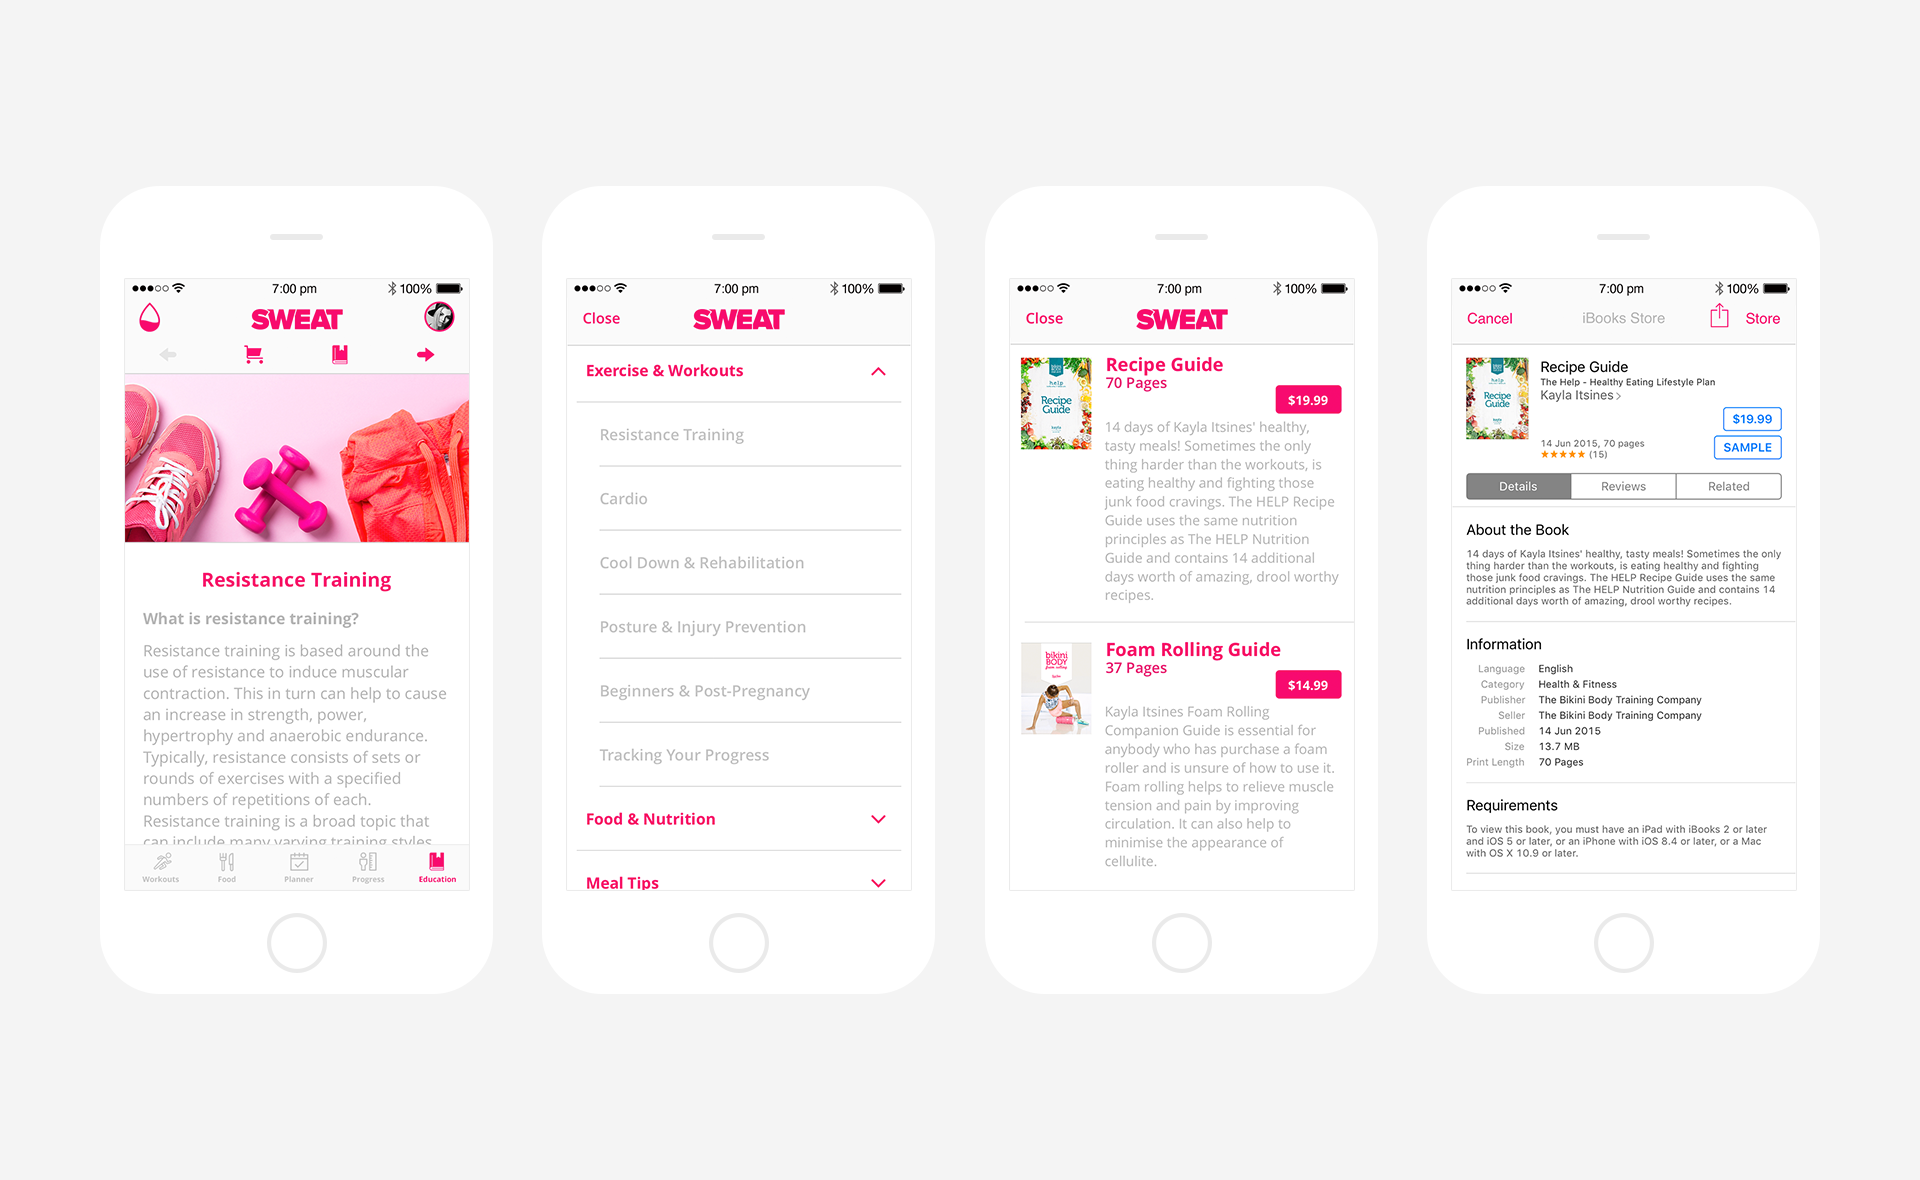 7:00 pm
100%
SWEAT
Resistance Training
What is resistance training?
Resistance training is based around the
use of resistance to induce muscular
contraction. This in turn can help to cause
an increase in strength, power,
hypertrophy and anaerobic endurance.
Typically, resistance consists of sets or
rounds of exercises with a specified
numbers of repetitions of each.
Resistance training is a broad topic that
can include many varying training styles
Workouts
Food
Planner
Progress
Education
7:00 pm
100%
Close
SWEAT
Exercise & Workouts
Resistance Training
Cardio
Cool Down & Rehabilitation
Posture & Injury Prevention
Beginners & Post-Pregnancy
Tracking Your Progress
Food & Nutrition
Meal Tips
7:00 pm
100%
Close
SWEAT
help
Recipe
Guide
kayla
Recipe Guide
70 Pages
$19.99
14 days of Kayla Itsines' healthy,
tasty meals! Sometimes the only
thing harder than the workouts, is
eating healthy and fighting those
junk food cravings. The HELP Recipe
Guide uses the same nutrition
principles as The HELP Nutrition
Guide and contains 14 additional
days worth of amazing, drool worthy
recipes.
bikini
BODY
foam rolling
Foam Rolling Guide
37 Pages
$14.99
Kayla Itsines Foam Rolling
Companion Guide is essential for
anybody who has purchase a foam
roller and is unsure of how to use it.
Foam rolling helps to relieve muscle
tension and pain by improving
circulation. It can also help to
minimise the appearance of
cellulite.
7:00 pm
100%
Cancel
iBooks Store
Store
help
Recipe
Guide
kayla
Recipe Guide
The Help - Healthy Eating Lifestyle Plan
Kayla Itsines >
$19.99
14 Jun 2015, 70 pages
★★★★★ (15)
SAMPLE
Details
Reviews
Related
About the Book
14 days of Kayla Itsines' healthy, tasty meals! Sometimes the only
thing harder than the workouts, is eating healthy and fighting
those junk food cravings. The HELP Recipe Guide uses the same
nutrition principles as The HELP Nutrition Guide and contains 14
additional days worth of amazing, drool worthy recipes.
Information
Language English
Category Health & Fitness
Publisher The Bikini Body Training Company
Seller The Bikini Body Training Company
Published 14 Jun 2015
Size 13.7 MB
Print Length 70 Pages
Requirements
To view this book, you must have an iPad with iBooks 2 or later
and iOS 5 or later, or an iPhone with iOS 8.4 or later, or a Mac
with OS X 10.9 or later.